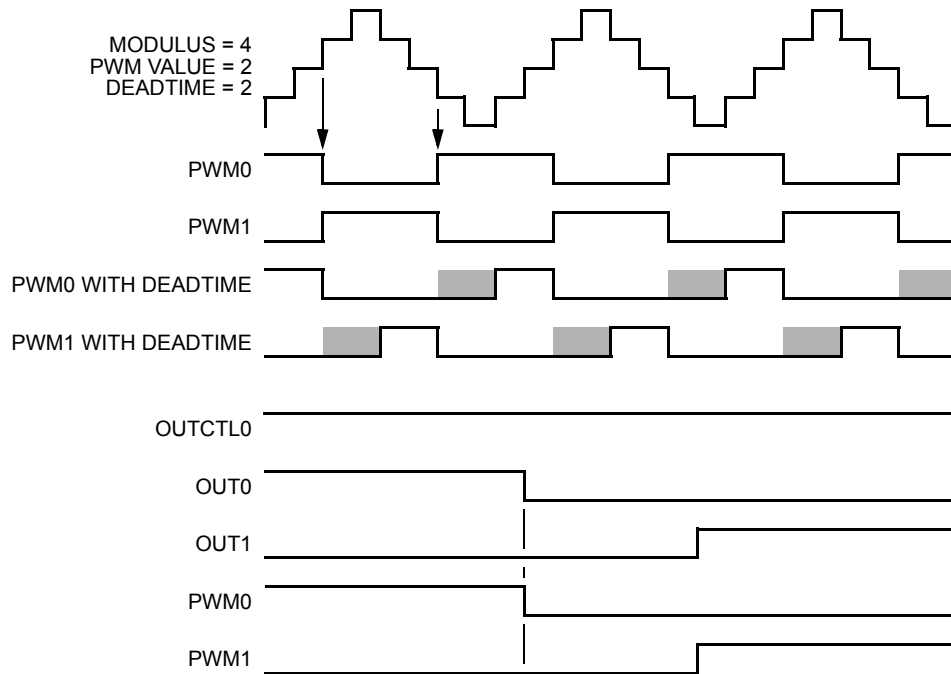 MODULUS = 4
PWM VALUE = 2
DEADTIME = 2
PWM0
PWM1
PWM0 WITH DEADTIME
PWM1 WITH DEADTIME
OUTCTL0
OUT0
OUT1
PWM0
PWM1